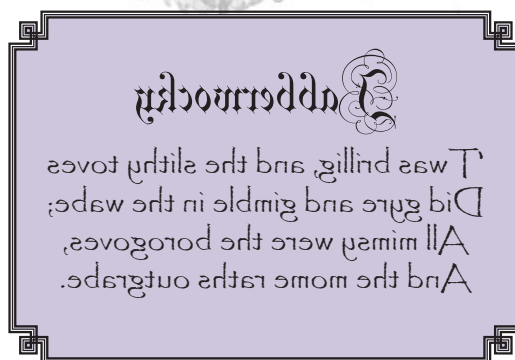 Jabberwocky
'Twas brillig, and the slithy toves
Did gyre and gimble in the wabe;
All mimsy were the borogoves,
And the mome raths outgrabe.